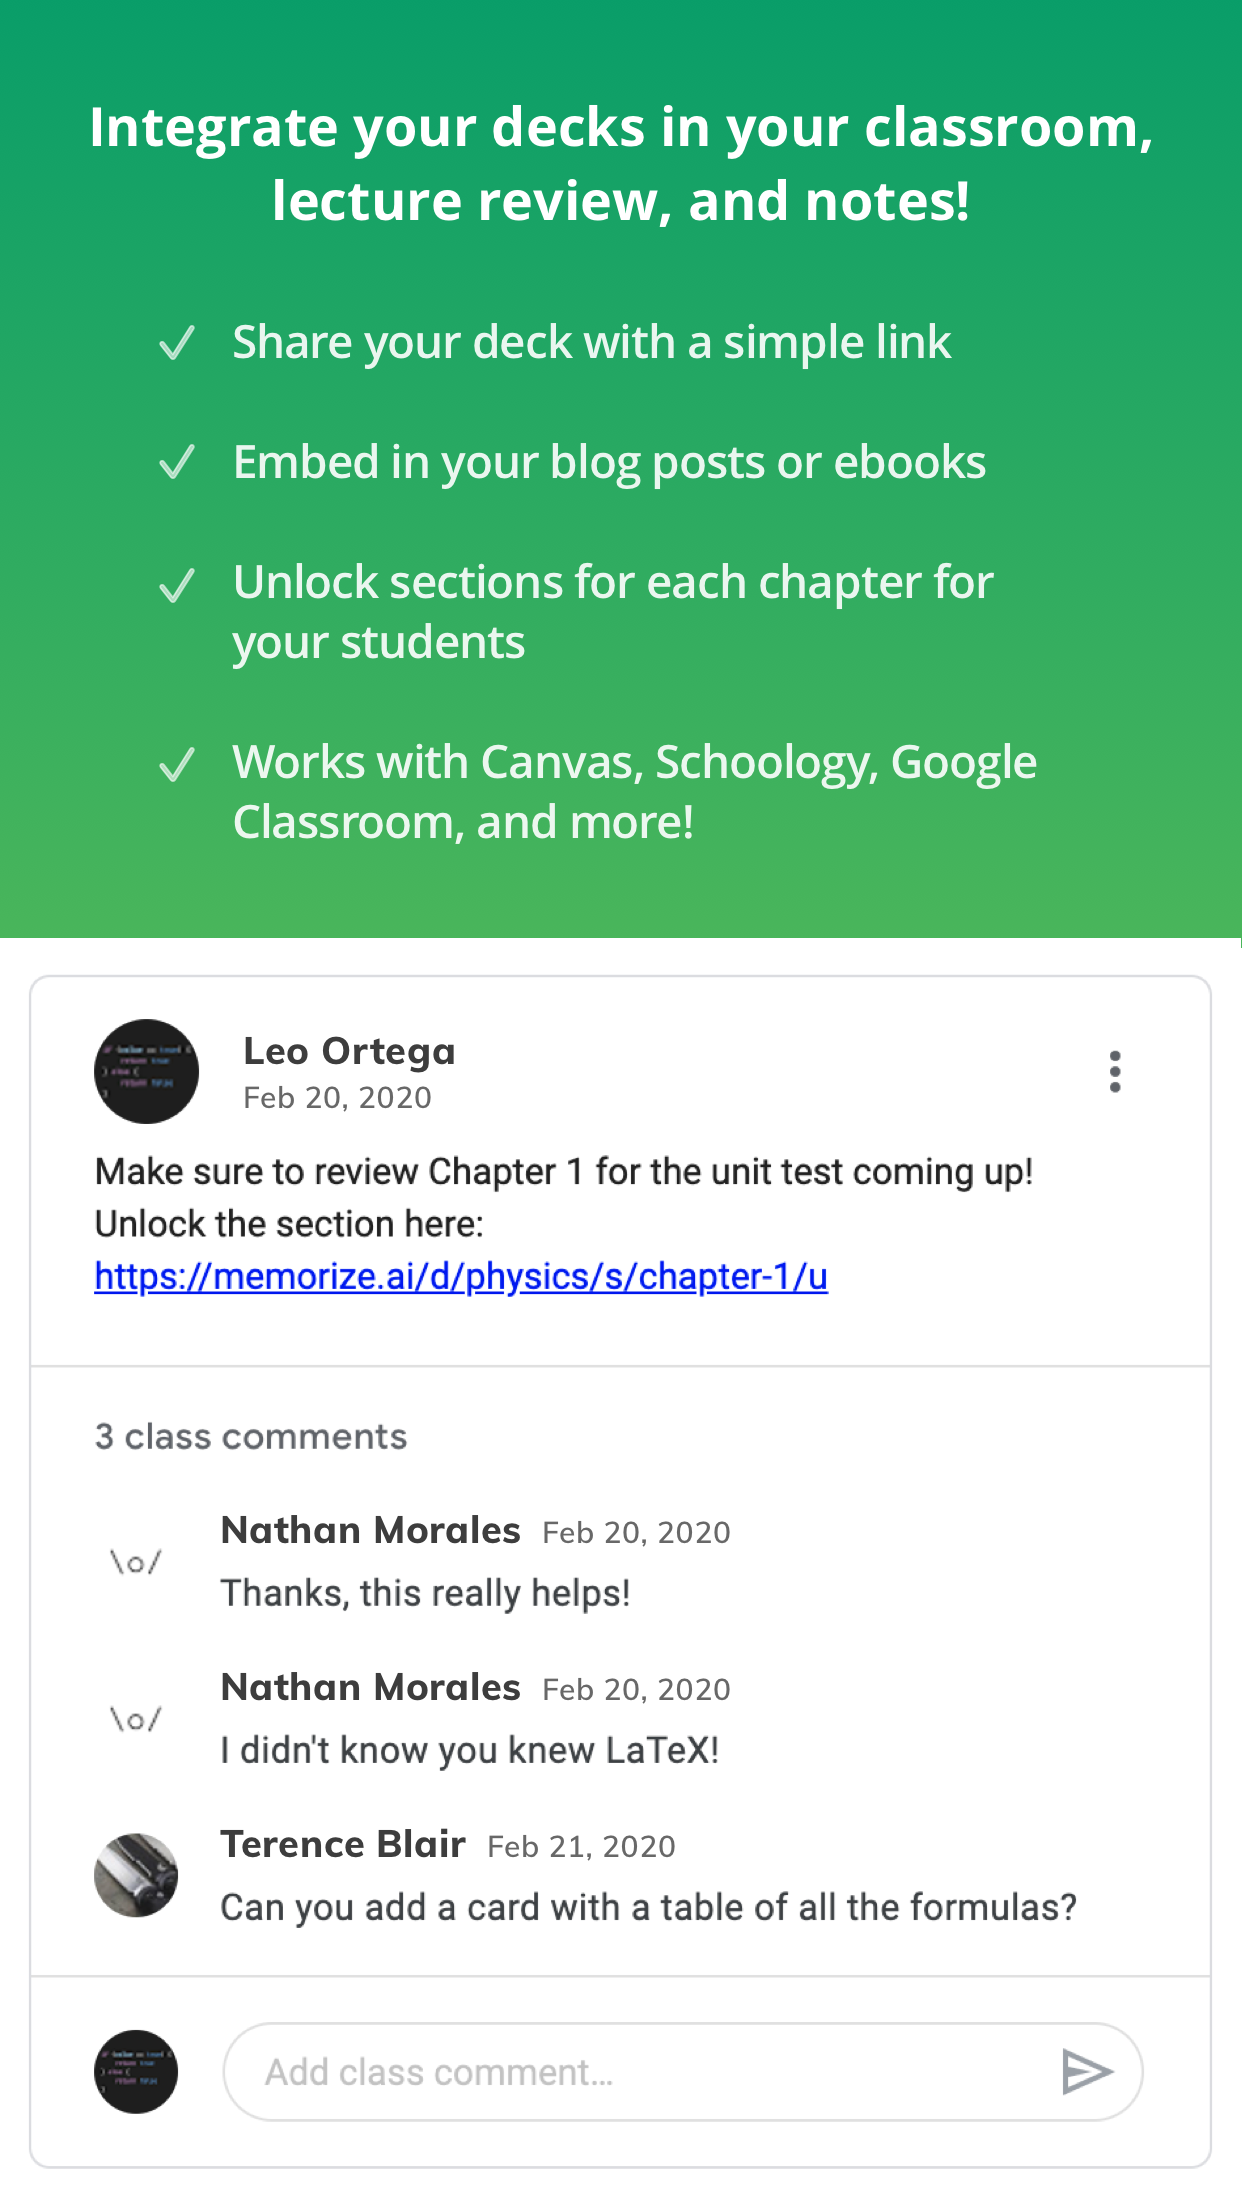 Integrate your decks in your classroom,
lecture review, and notes!
Share your deck with a simple link
Embed in your blog posts or ebooks
Unlock sections for each chapter for
your students
Works with Canvas, Schoology, Google
Classroom, and more!
Leo Ortega
Feb 20, 2020
Make sure to review Chapter 1 for the unit test coming up!
Unlock the section here:
https://memorize.ai/d/physics/s/chapter-1/u
3 class comments
Nathan Morales Feb 20, 2020
\o/
Thanks, this really helps!
Nathan Morales Feb 20, 2020
\o/
I didn't know you knew LaTeX!
Terence Blair Feb 21, 2020
Can you add a card with a table of all the formulas?
Add class comment...